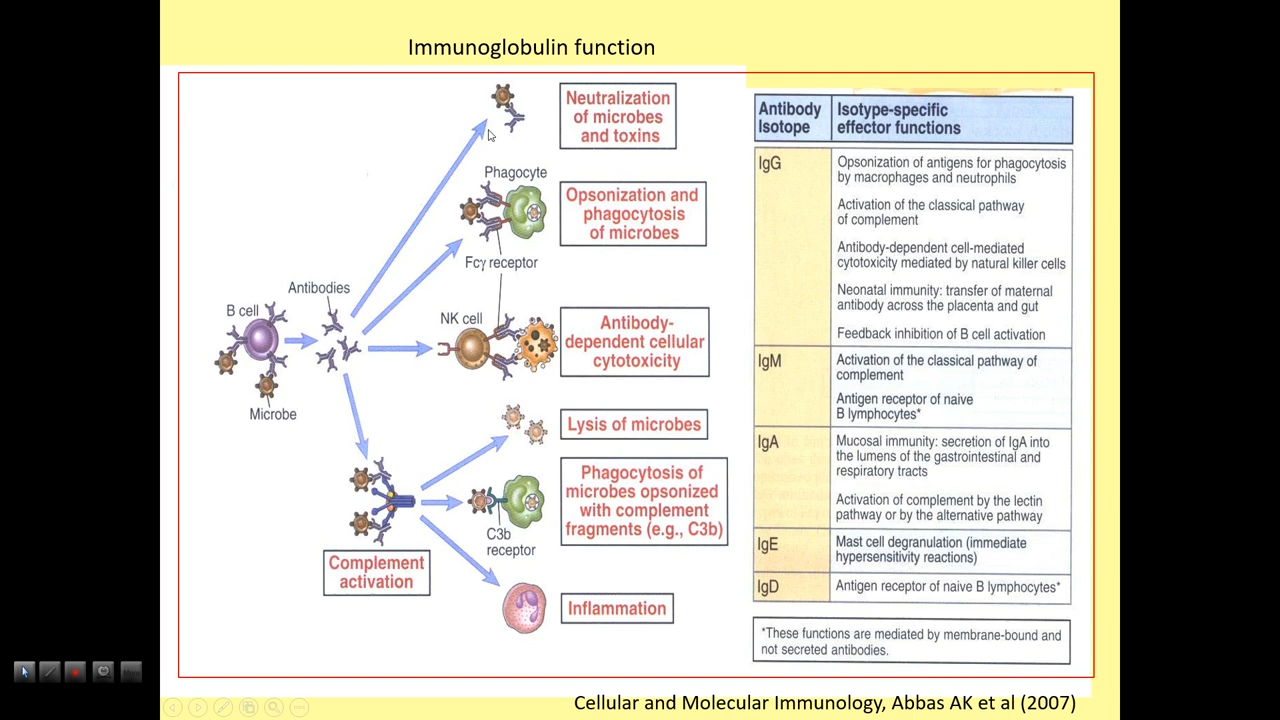 Immunoglobulin function
Neutralization
of microbes
and toxins
Phagocyte
Opsonization and
phagocytosis
of microbes
Fcγ receptor
Antibodies
B cell
Microbe
NK cell
Antibody-
dependent cellular
cytotoxicity
Lysis of microbes
Phagocytosis of
microbes opsonized
with complement
fragments (e.g., C3b)
C3b
receptor
Complement
activation
Inflammation
Antibody
Isotope
Isotype-specific
effector functions
IgG
Opsonization of antigens for phagocytosis
by macrophages and neutrophils
Activation of the classical pathway
of complement
Antibody-dependent cell-mediated
cytotoxicity mediated by natural killer cells
Neonatal immunity: transfer of maternal
antibody across the placenta and gut
Feedback inhibition of B cell activation
IgM
Activation of the classical pathway of
complement
Antigen receptor of naive
B lymphocytes*
IgA
Mucosal immunity: secretion of IgA into
the lumens of the gastrointestinal and
respiratory tracts
Activation of complement by the lectin
pathway or by the alternative pathway
IgE
Mast cell degranulation (immediate
hypersensitivity reactions)
IgD
Antigen receptor of naive B lymphocytes*
*These functions are mediated by membrane-bound and
not secreted antibodies.
Cellular and Molecular Immunology, Abbas AK et al (2007)